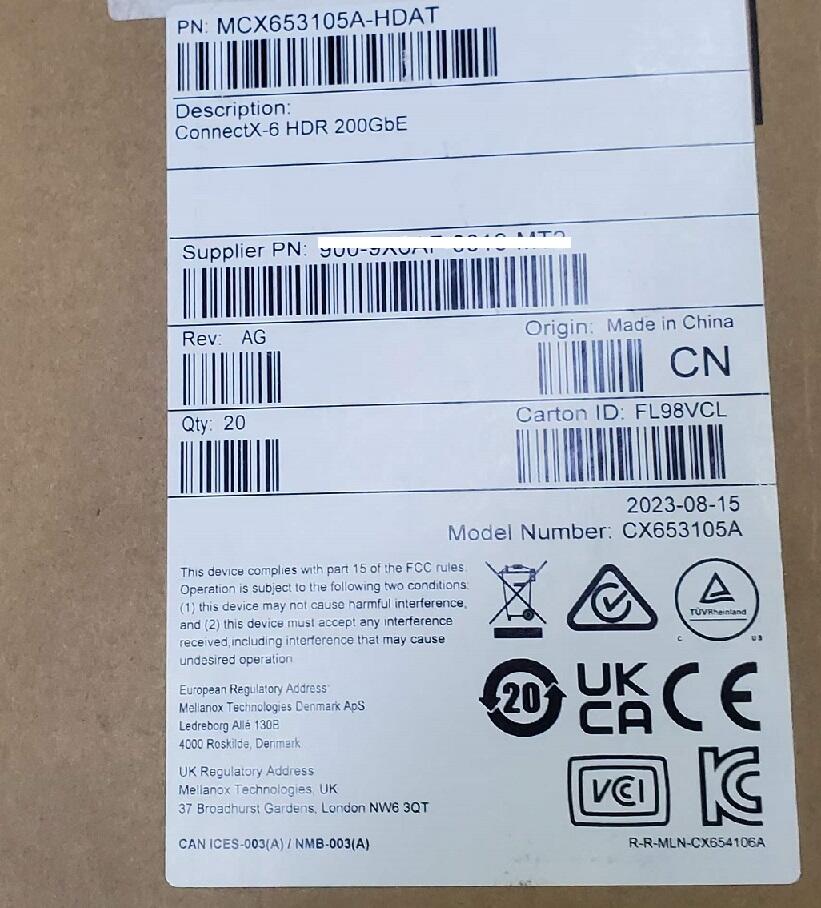 PN: MCX653105A-HDAT
Description:
ConnectX-6 HDR 200GbE
Supplier PN:
Rev: AG
Origin: Made in China
CN
Qty: 20
Carton ID: FL98VCL
2023-08-15
Model Number: CX653105A
This device complies with part 15 of the FCC rules.
Operation is subject to the following two conditions:
(1) this device may not cause harmful interference,
and (2) this device must accept any interference
received,including interference that may cause
undesired operation
TÜVRheinland
C US
20
UK
CA
CE
European Regulatory Address
Mellanox Technologies Denmark ApS
Ledreborg Allé 130B
4000 Roskilde, Denmark
UK Regulatory Address
Mellanox Technologies, UK
37 Broadhurst Gardens, London NW6 3QT
VCCI
KC
CAN ICES-003(A) / NMB-003(A)
R-R-MLN-CX654106A